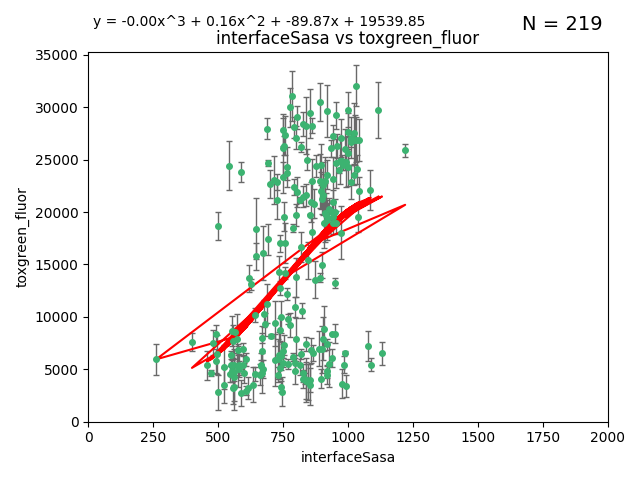 y = -0.00x^3 + 0.16x^2 + -89.87x + 19539.85
N = 219
interfaceSasa vs toxgreen_fluor
35000
30000
25000
20000
15000
10000
5000
0
toxgreen_fluor
0 250 500 750 1000 1250 1500 1750 2000
interfaceSasa